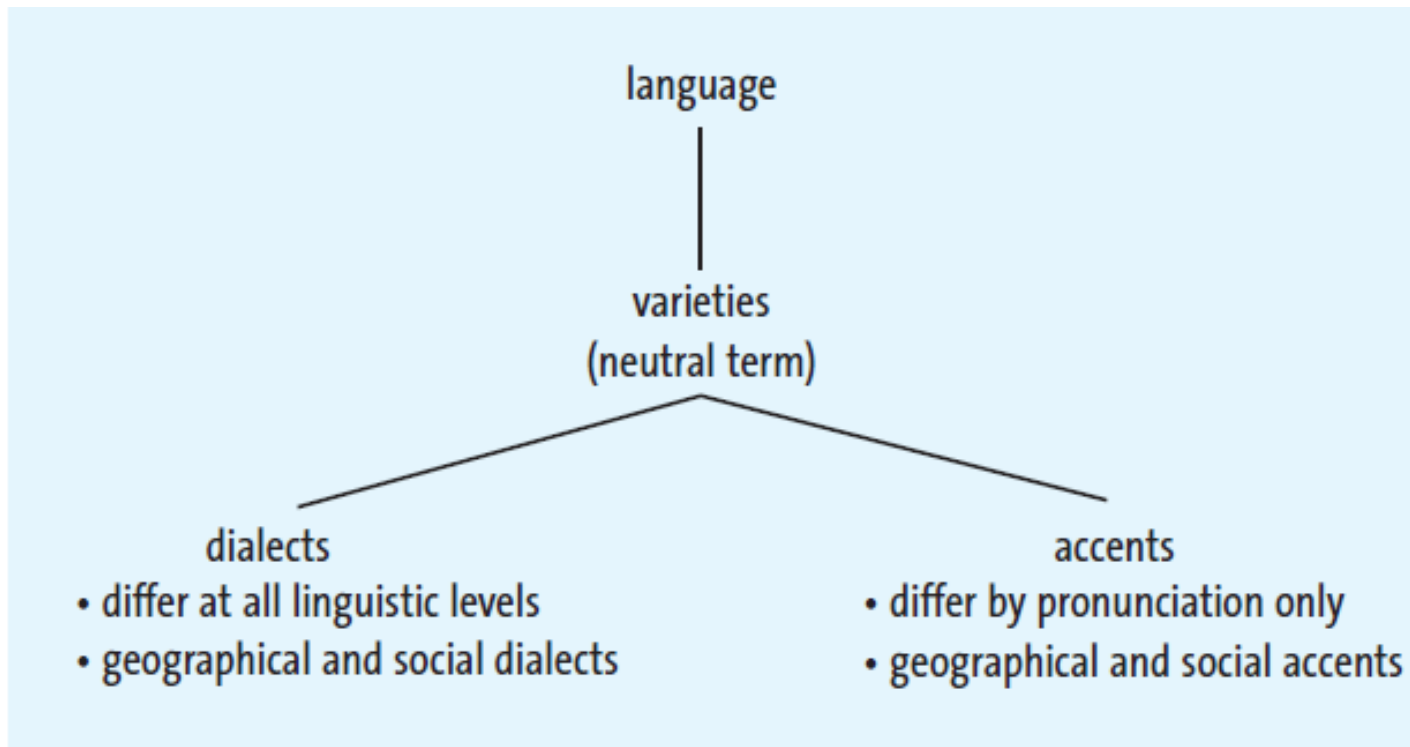 language
varieties
(neutral term)
dialects
• differ at all linguistic levels
• geographical and social dialects
accents
• differ by pronunciation only
• geographical and social accents